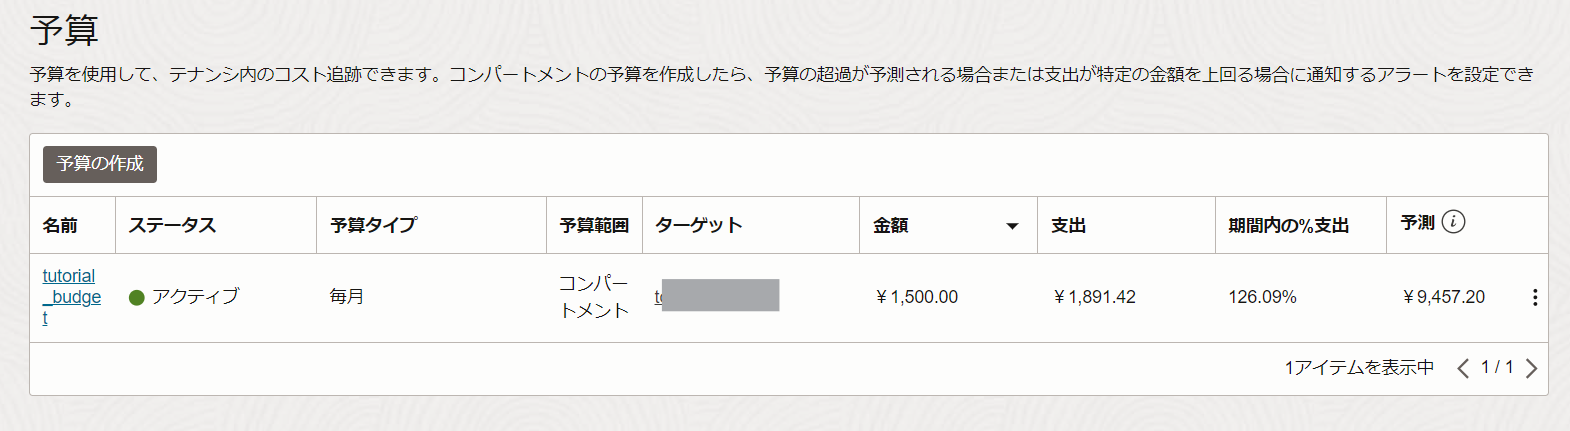 予算
予算を使用して、テナンシ内のコスト追跡できます。コンパートメントの予算を作成したら、予算の超過が予測される場合または支出が特定の金額を上回る場合に通知するアラートを設定でき
ます。
予算の作成
名前 ステータス 予算タイプ 予算範囲 ターゲット 金額 支出 期間内の%支出 予測
tutorial
_budge
t
アクティブ
毎月
コンパー
トメント
¥1,500.00
¥1,891.42
126.09%
¥9,457.20
1アイテムを表示中 1 / 1